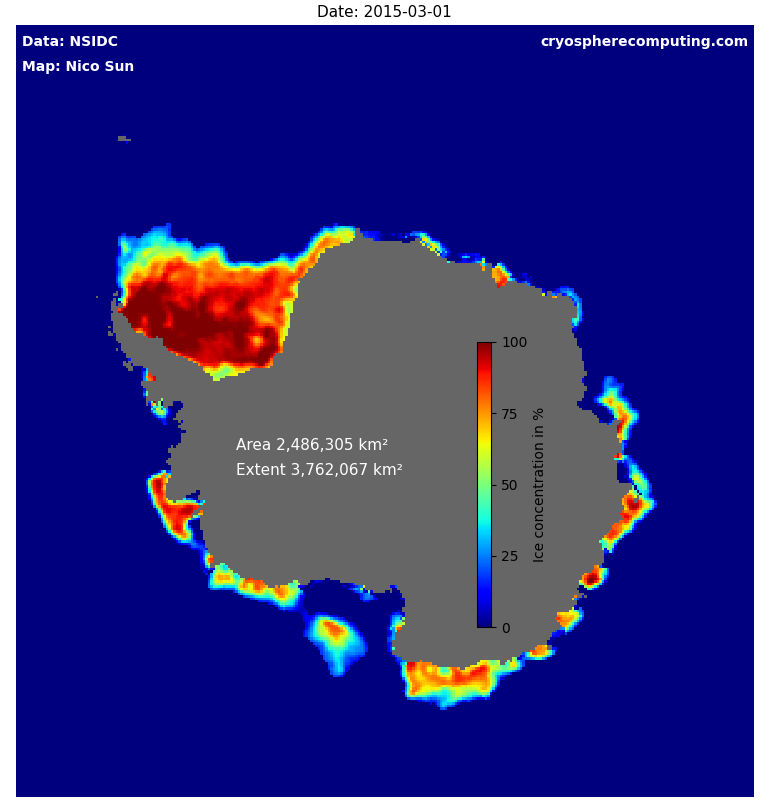 Date: 2015-03-01
Data: NSIDC
cryospherecomputing.com
Map: Nico Sun
Area 2,486,305 km²
Extent 3,762,067 km²
100
75
50
25
0
Ice concentration in %